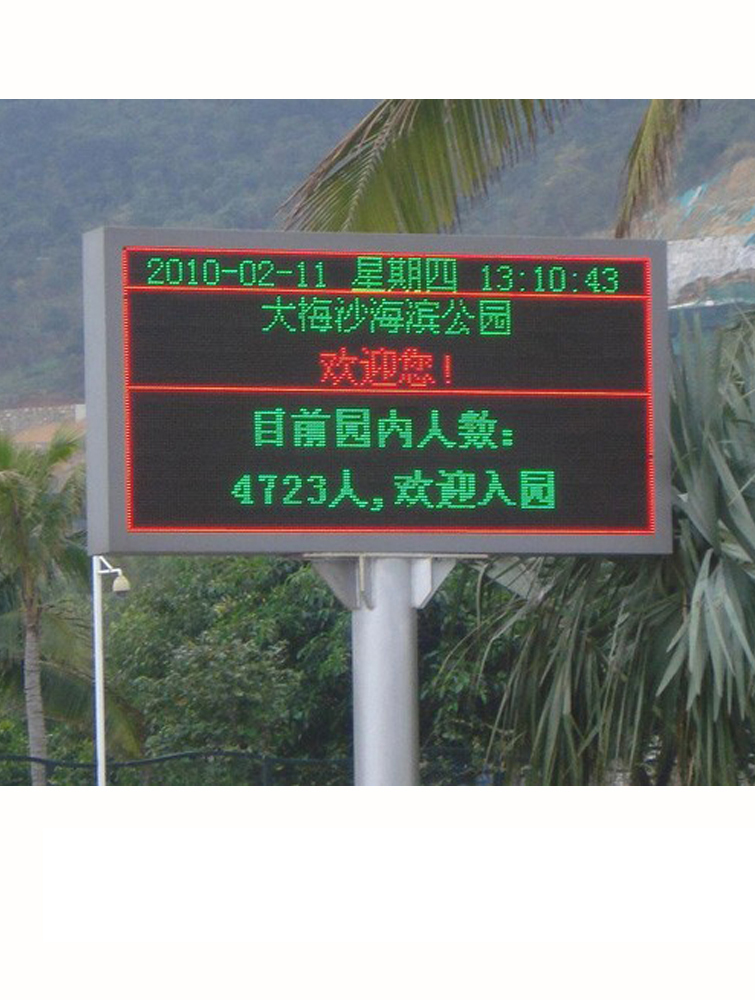 2010-02-11 星期四 13:10:43
大梅沙海滨公园
欢迎您!
目前园内人数:
4723人,欢迎入园